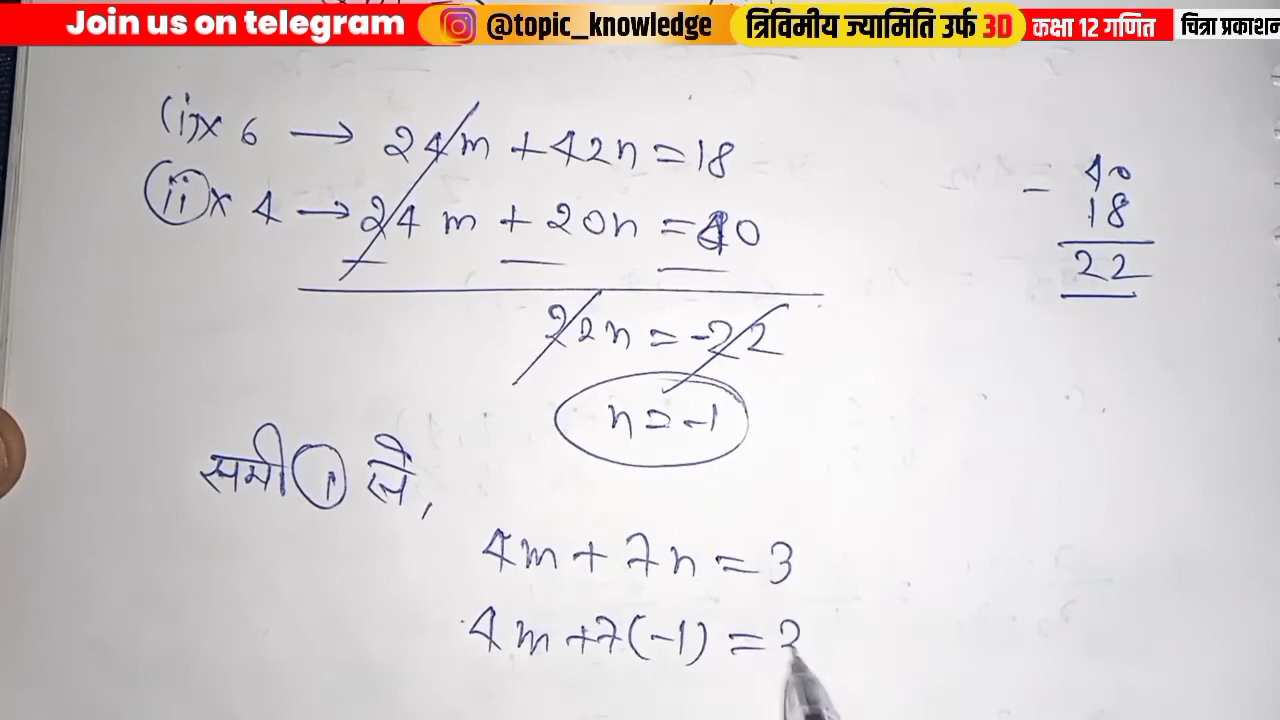 Join us on telegram @topic_knowledge त्रिविमीय ज्यामिति उर्फ 3D कक्षा 12 गणित चित्रा प्रकाशन
(i) × 6 → 24m + 42n = 18
(ii) × 4 → 24m + 20n = 40
22n = -22
n = -1
- 40
18
22
समी (i) से,
4m + 7n = 3
4m + 7(-1) = 3